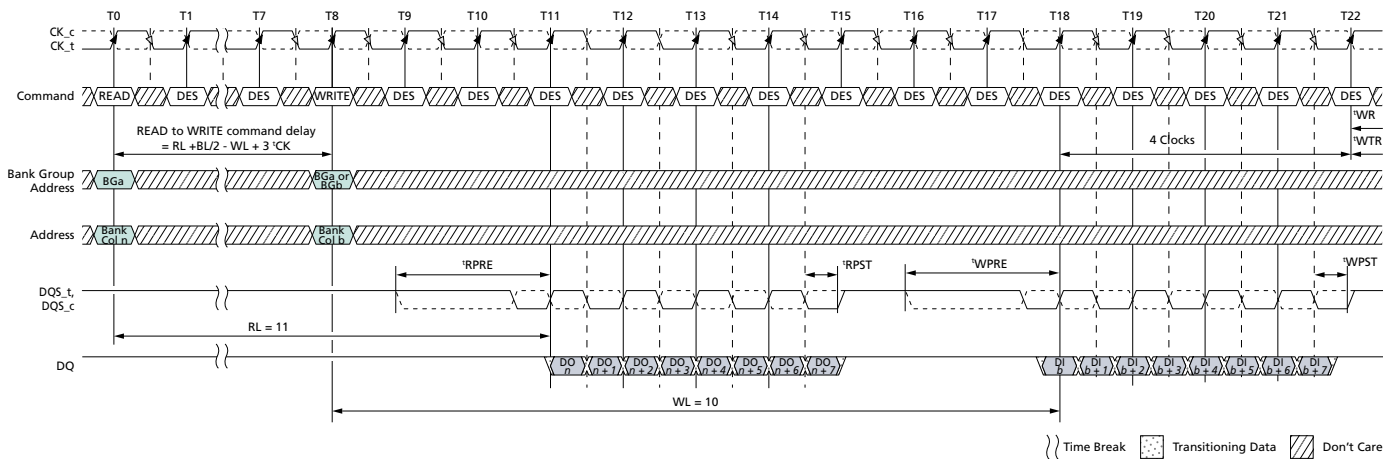 T0 T1 T7 T8 T9 T10 T11 T12 T13 T14 T15 T16 T17 T18 T19 T20 T21 T22
CK_c
CK_t
Command READ DES DES WRITE DES DES DES DES DES DES DES DES DES DES DES DES DES DES
READ to WRITE command delay
= RL +BL/2 - WL + 3 tCK
tWR
4 Clocks
tWTR
Bank Group
Address
BGa
BGa or
BGb
Address
Bank
Col n
Bank
Col b
tRPRE
tRPST
tWPRE
tWPST
DQS_t,
DQS_c
RL = 11
DQ
DO
n
DO
n + 1
DO
n + 2
DO
n + 3
DO
n + 4
DO
n + 5
DO
n + 6
DO
n + 7
DI
b
DI
b + 1
DI
b + 2
DI
b + 3
DI
b + 4
DI
b + 5
DI
b + 6
DI
b + 7
WL = 10
Time Break Transitioning Data Don't Care